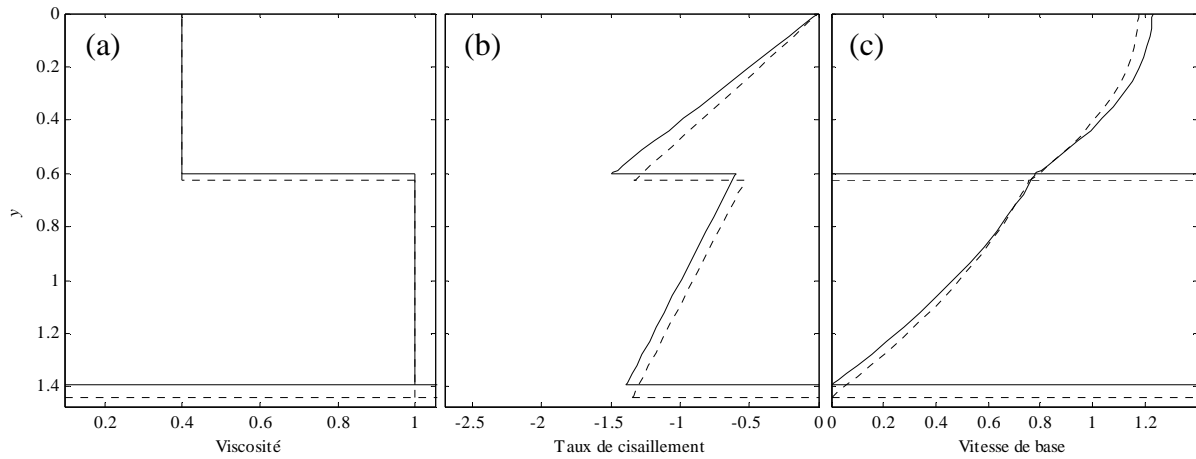 (a)
(b)
(c)
0
0.2
0.4
0.6
0.8
1
1.2
1.4
y
0.2 0.4 0.6 0.8 1
-2.5 -2 -1.5 -1 -0.5 0
0 0.2 0.4 0.6 0.8 1 1.2
Viscosité
Taux de cisaillement
Vitesse de base